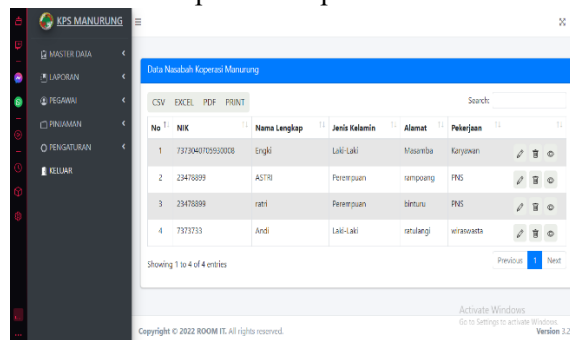 KPS MANURUNG
MASTER DATA
LAPORAN
PEGAWAI
PINJAMAN
PENGATURAN
KELUAR
Data Nasabah Koperasi Manurung
CSV EXCEL PDF PRINT
Search:
No NIK Nama Lengkap Jenis Kelamin Alamat Pekerjaan
1 7373040705950008 Engki Laki-Laki Masamba Karyawan
2 23478899 ASTRI Perempuan rampoang PNS
3 23478899 ratri Perempuan binturu PNS
4 7373733 Andi Laki-Laki ratulangi wiraswasta
Showing 1 to 4 of 4 entries
Previous 1 Next
Activate Windows
Go to Settings to activate Windows.
Copyright © 2022 ROOM IT. All rights reserved.
Version 3.2